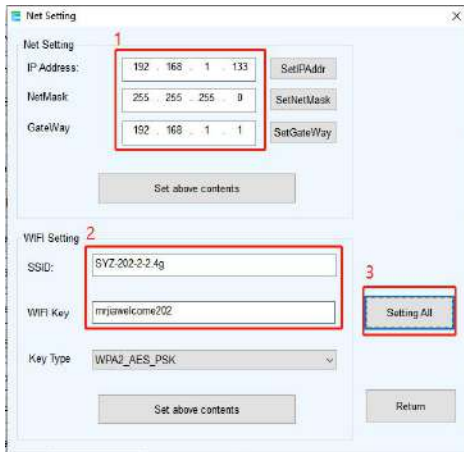 Net Setting
Net Setting
1
IP Address: 192 . 168 . 1 . 133 SetIPAddr
NetMask: 255 . 255 . 255 . 0 SetNetMask
GateWay 192 . 168 . 1 . 1 SetGateWay
Set above contents
WIFI Setting 2
SSID: SYZ-202-2-2.4g
3
WIFI Key mrjiawelcome202 Setting All
Key Type WPA2_AES_PSK
Set above contents Return